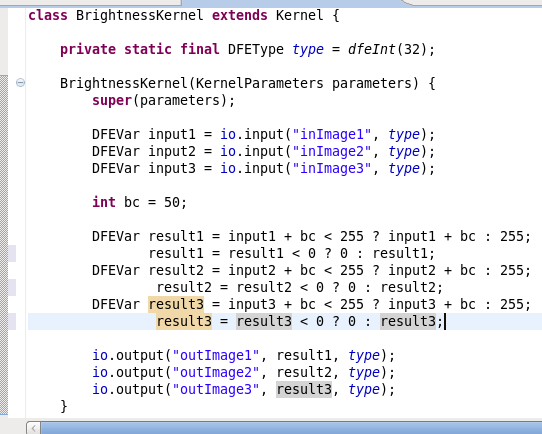 class BrightnessKernel extends Kernel {
private static final DFEType type = dfeInt(32);
BrightnessKernel(KernelParameters parameters) {
super(parameters);
DFEVar input1 = io.input("inImage1", type);
DFEVar input2 = io.input("inImage2", type);
DFEVar input3 = io.input("inImage3", type);
int bc = 50;
DFEVar result1 = input1 + bc < 255 ? input1 + bc : 255;
result1 = result1 < 0 ? 0 : result1;
DFEVar result2 = input2 + bc < 255 ? input2 + bc : 255;
result2 = result2 < 0 ? 0 : result2;
DFEVar result3 = input3 + bc < 255 ? input3 + bc : 255;
result3 = result3 < 0 ? 0 : result3;
io.output("outImage1", result1, type);
io.output("outImage2", result2, type);
io.output("outImage3", result3, type);
}